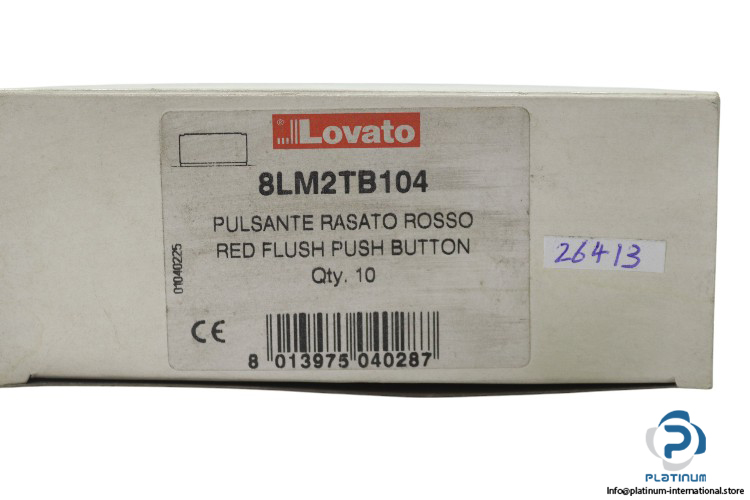 Lovato
8LM2TB104
PULSANTE RASATO ROSSO
RED FLUSH PUSH BUTTON
Qty. 10
01040225
CE
8 013975 040287
26413
PLATINUM
Info@platinum-international.store